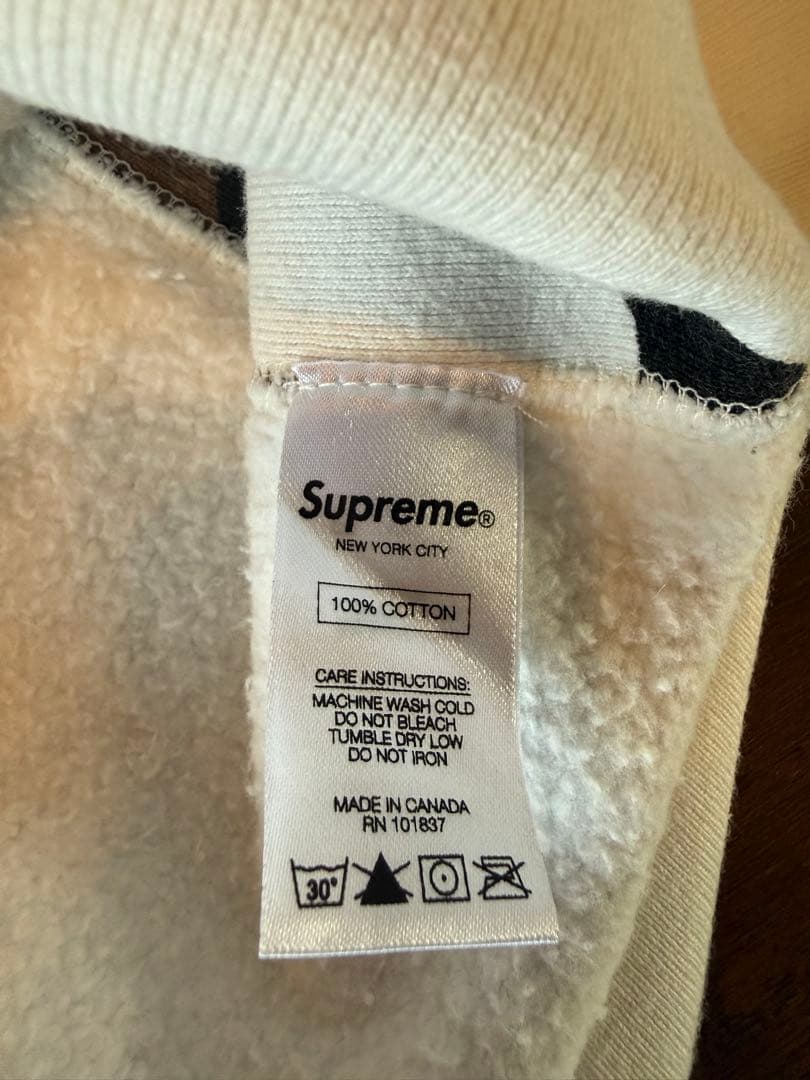 Supreme®
NEW YORK CITY
100% COTTON
CARE INSTRUCTIONS:
MACHINE WASH COLD
DO NOT BLEACH
TUMBLE DRY LOW
DO NOT IRON
MADE IN CANADA
RN 101837
30°